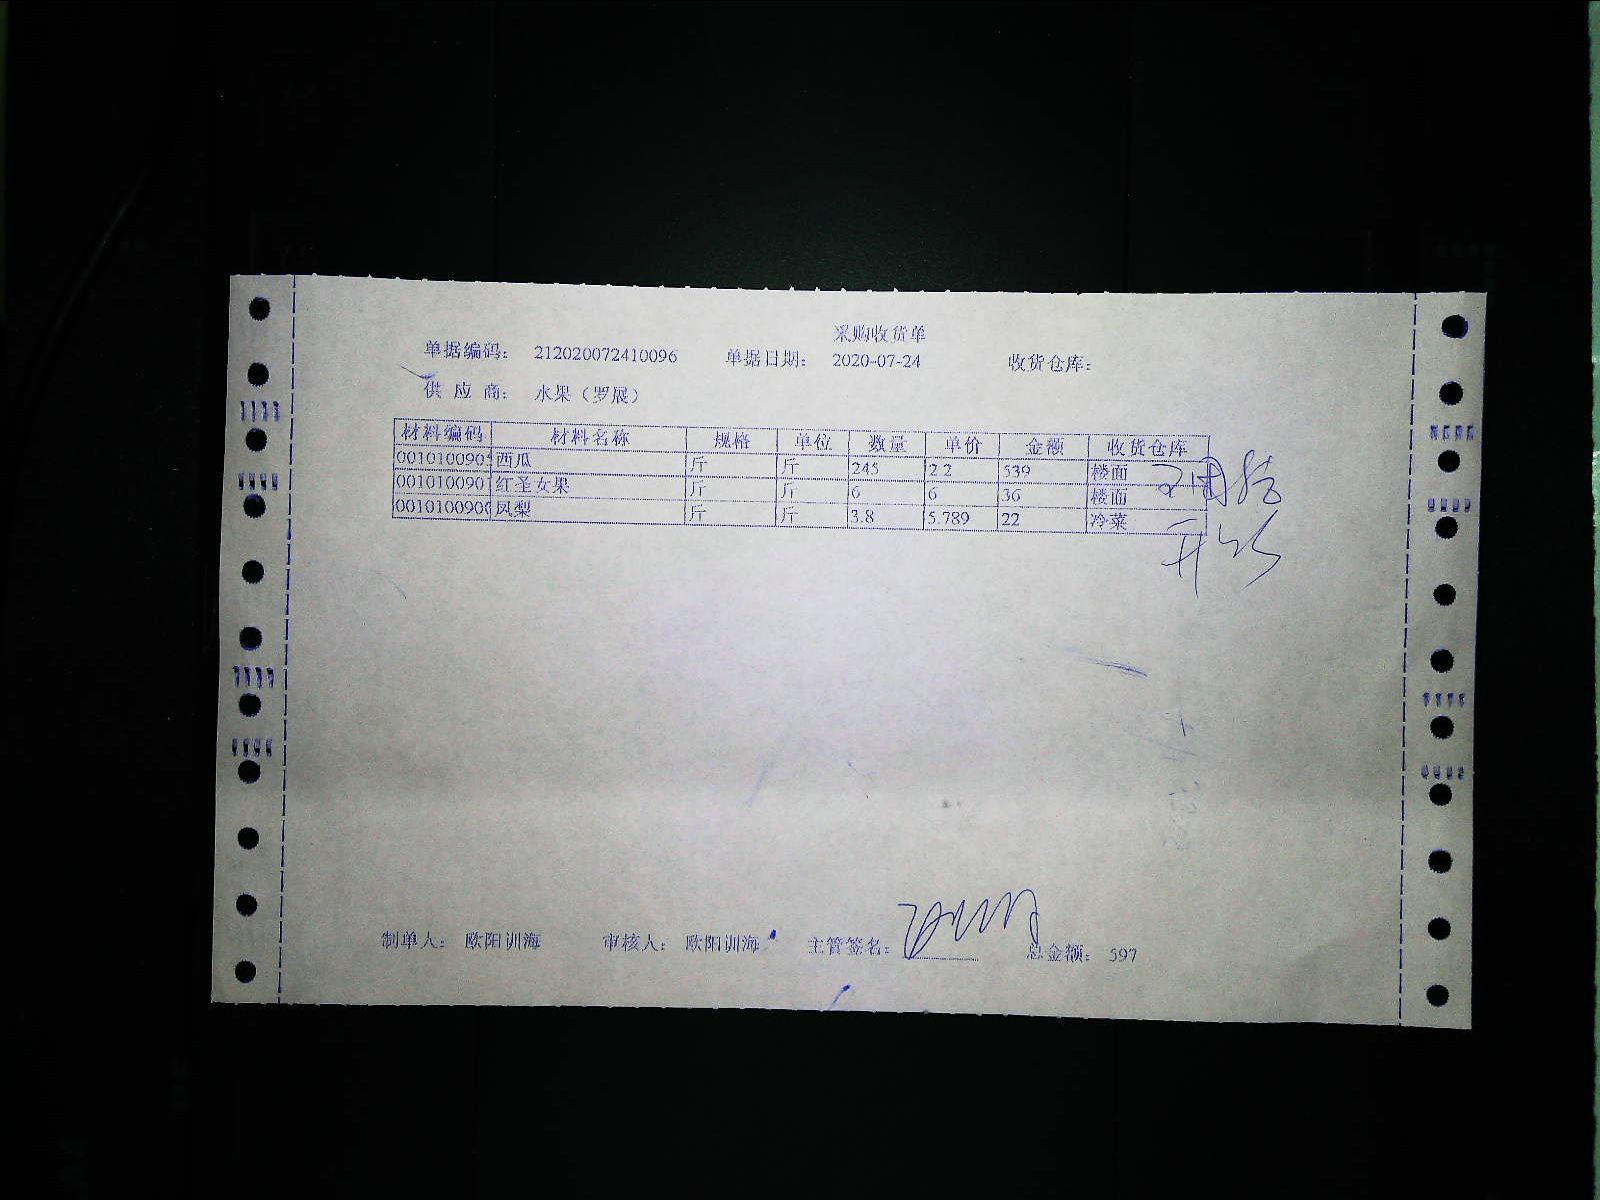 采购收货单
单据编码: 212020072410096 单据日期: 2020-07-24 收货仓库:
供 应 商: 水果（罗展）
材料编码 材料名称 规格 单位 数量 单价 金额 收货仓库
001010090 西瓜 斤 斤 245 2.2 539 楼面
001010090 红圣女果 斤 斤 6 6 36 楼面
001010090 凤梨 斤 斤 3.8 5.789 22 冷菜
制单人: 欧阳训海 审核人: 欧阳训海 主管签名: 总金额: 597